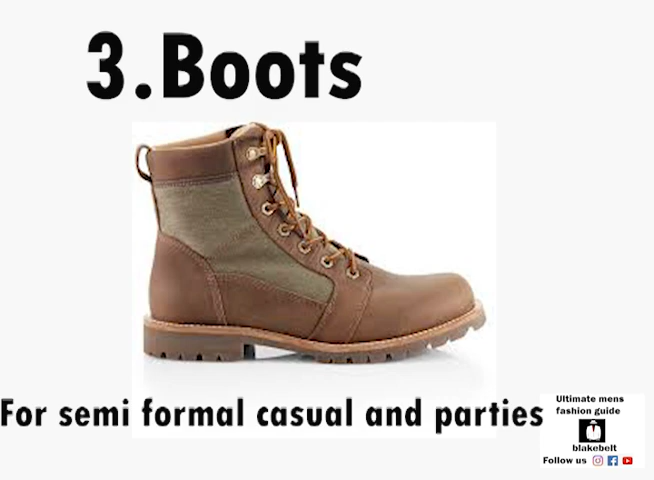 3.Boots
For semi formal casual and parties
Ultimate mens
fashion guide
blakebelt
Follow us